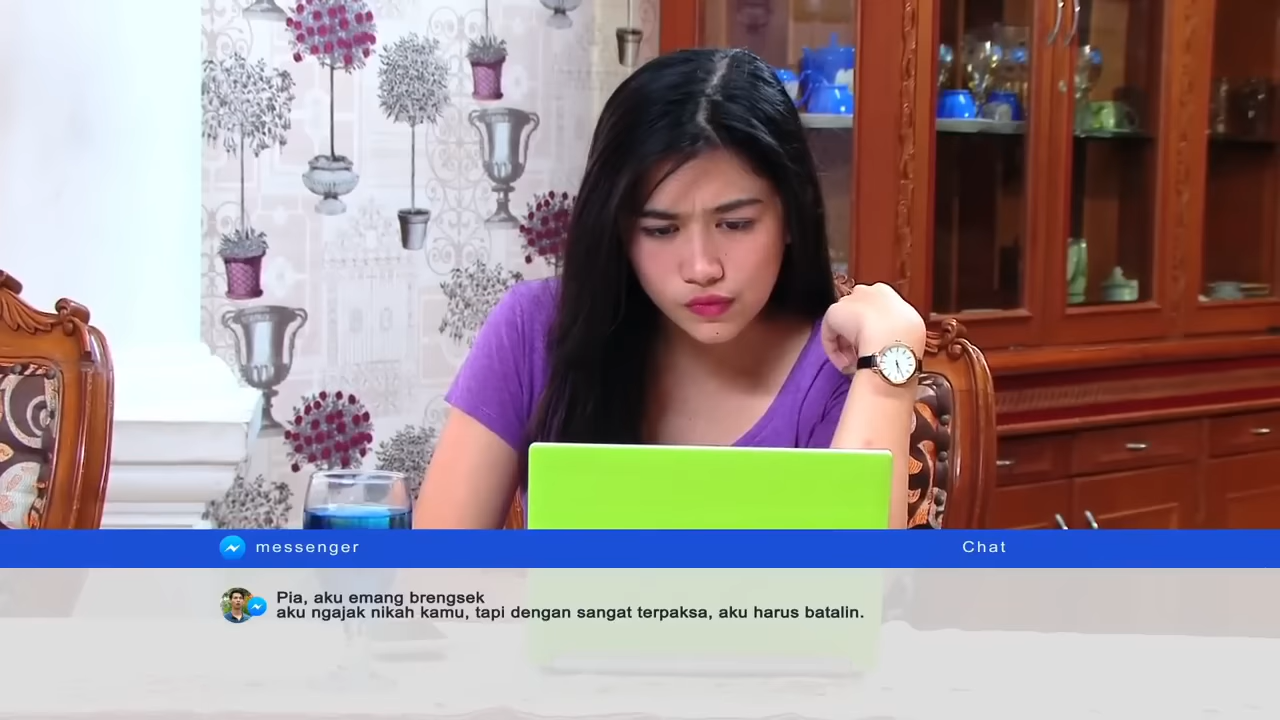 messenger
Chat
Pia, aku emang brengsek
aku ngajak nikah kamu, tapi dengan sangat terpaksa, aku harus batalin.